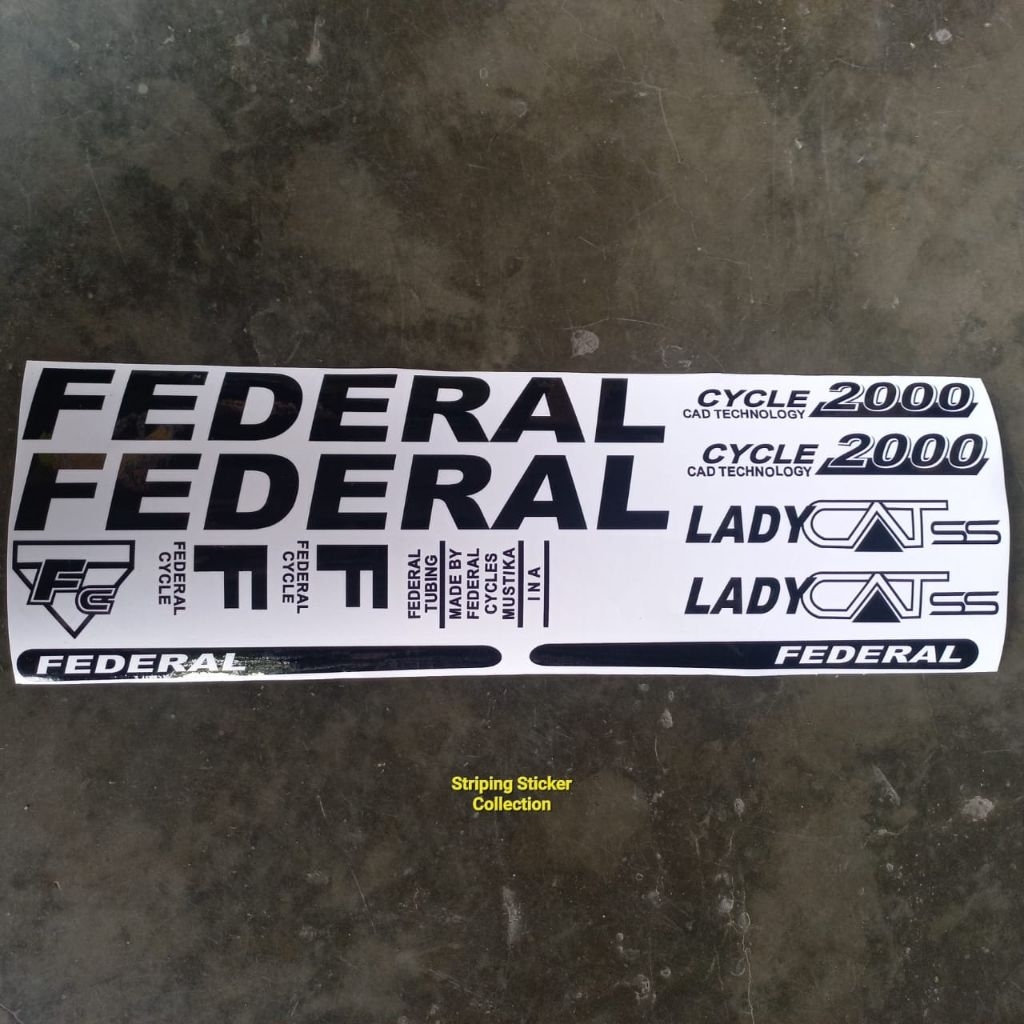 FEDERAL
FEDERAL
CYCLE 2000
CAD TECHNOLOGY
CYCLE 2000
CAD TECHNOLOGY
LADY CAT SS
LADY CAT SS
FC
FEDERAL
CYCLE
F
FEDERAL
CYCLE
F
FEDERAL
TUBING
MADE BY
FEDERAL
CYCLES
MUSTIKA
INA
FEDERAL
FEDERAL
Striping Sticker
Collection